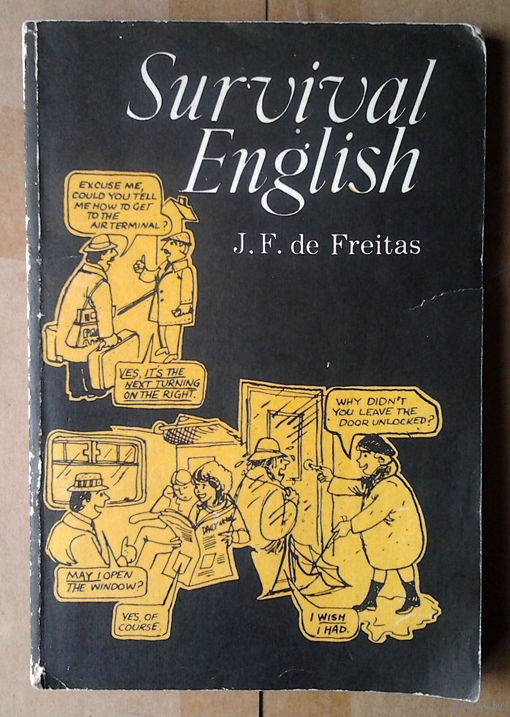 Survival
English
J. F. de Freitas
EXCUSE ME,
COULD YOU TELL
ME HOW TO GET
TO THE
AIR TERMINAL?
YES, IT'S THE
NEXT TURNING
ON THE RIGHT.
WHY DIDN'T
YOU LEAVE THE
DOOR UNLOCKED?
MAY I OPEN
THE WINDOW?
YES, OF
COURSE.
I WISH
I HAD.